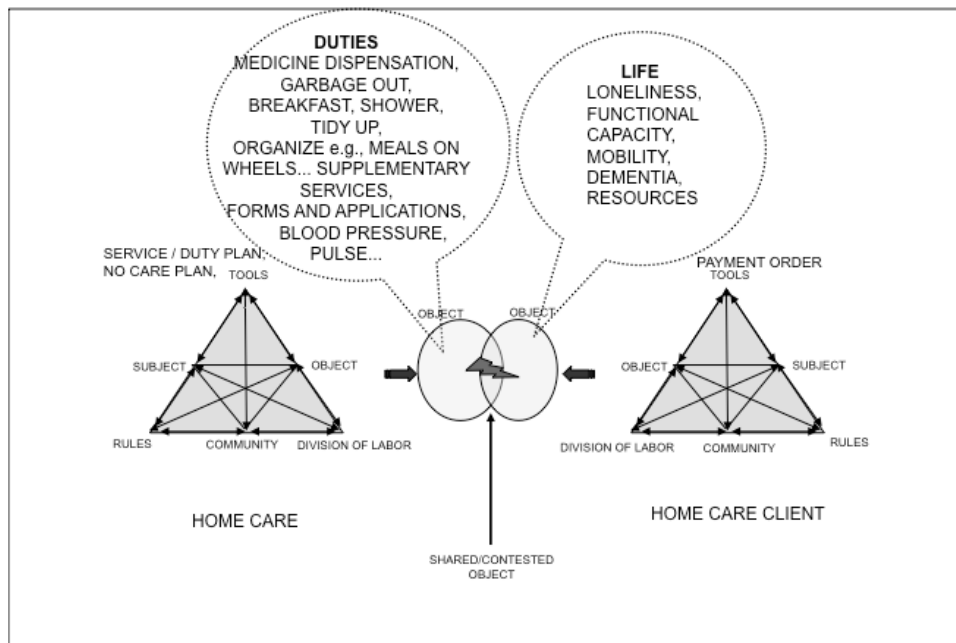 DUTIES
MEDICINE DISPENSATION,
GARBAGE OUT,
BREAKFAST, SHOWER,
TIDY UP,
ORGANIZE e.g., MEALS ON
WHEELS... SUPPLEMENTARY
SERVICES,
FORMS AND APPLICATIONS,
BLOOD PRESSURE,
PULSE...
LIFE
LONELINESS,
FUNCTIONAL
CAPACITY,
MOBILITY,
DEMENTIA,
RESOURCES
SERVICE / DUTY PLAN,
NO CARE PLAN,
TOOLS
SUBJECT
OBJECT
RULES
COMMUNITY
DIVISION OF LABOR
HOME CARE
OBJECT
OBJECT
SHARED/CONTESTED
OBJECT
PAYMENT ORDER
TOOLS
OBJECT
SUBJECT
DIVISION OF LABOR
COMMUNITY
RULES
HOME CARE CLIENT